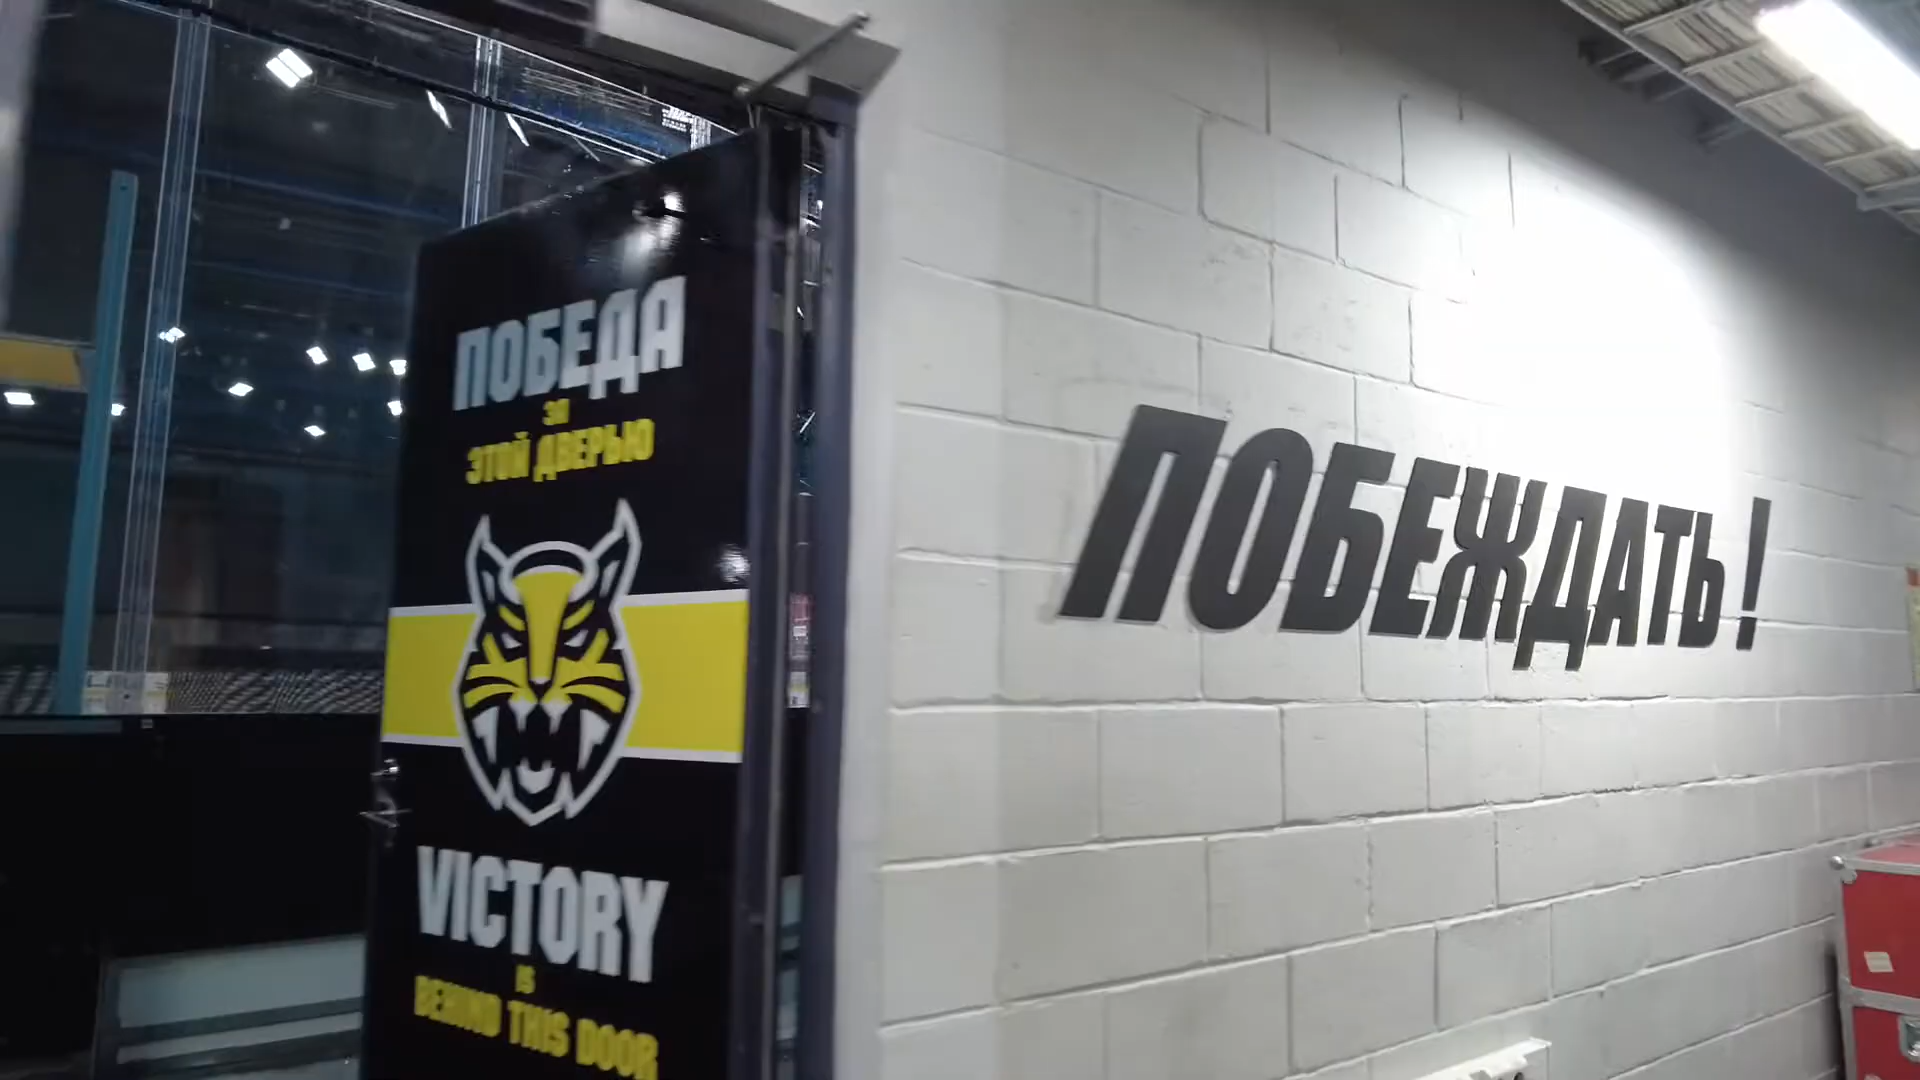 ПОБЕДА
ЗА
ЭТОЙ ДВЕРЬЮ
VICTORY
IS
BEHIND THIS DOOR
ПОБЕЖДАТЬ!